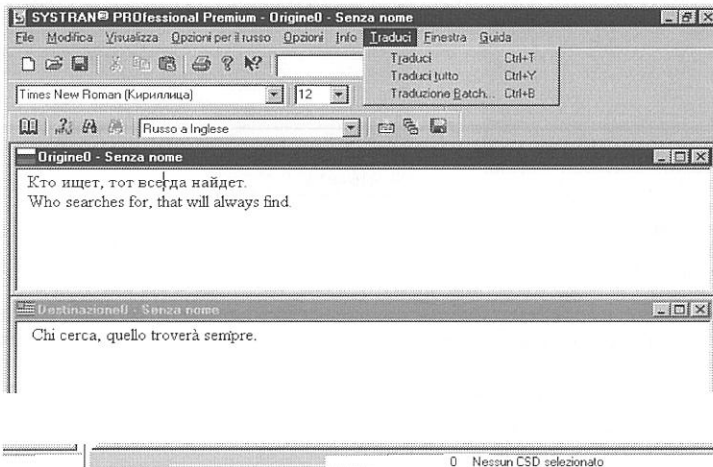 SYSTRAN® PROfessional Premium - Origine0 - Senza nome
File Modifica Visualizza Opzioni per il russo Opzioni Info Traduci Finestra Guida
Traduci Ctrl+T
Traduci tutto Ctrl+Y
Traduzione Batch... Ctrl+B
Times New Roman (Кириллица) 12
Russo a Inglese
Origine0 - Senza nome
Кто ищет, тот всегда найдет.
Who searches for, that will always find.
Destinazione0 - Senza nome
Chi cerca, quello troverà sempre.
0 Nessun CSD selezionato